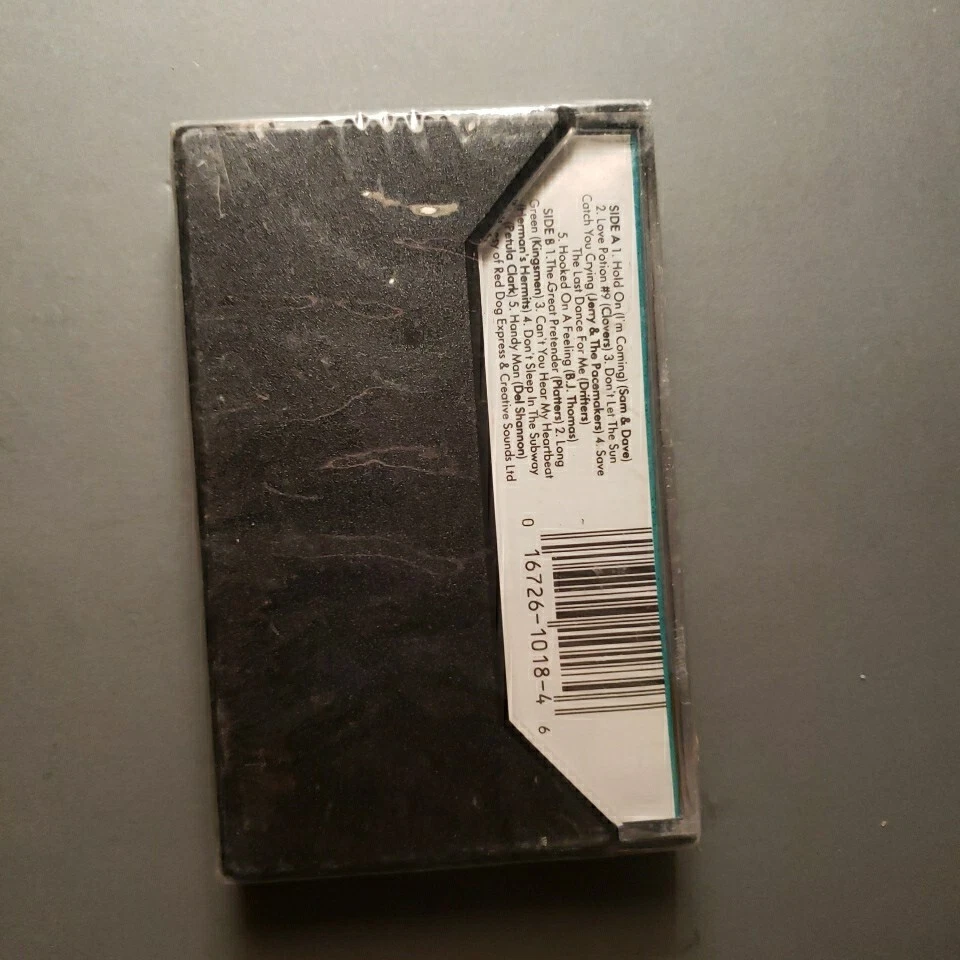 SIDE A 1. Hold On (I'm Coming) (Sam & Dave)
2. Love Potion #9 (Clovers) 3. Don't Let The Sun
Catch You Crying (Jerry & The Pacemakers) 4. Save
The Last Dance For Me (Drifters)
5. Hooked On A Feeling (B.J. Thomas)
SIDE B 1. The Great Pretender (Platters) 2. Long
Green (Kingsmen) 3. Can't You Hear My Heartbeat
Herman's Hermits) 4. Don't Sleep In The Subway
Petula Clark) 5. Handy Man (Del Shannon)
of Red Dog Express & Creative Sounds Ltd
0 16726-1018-4 6